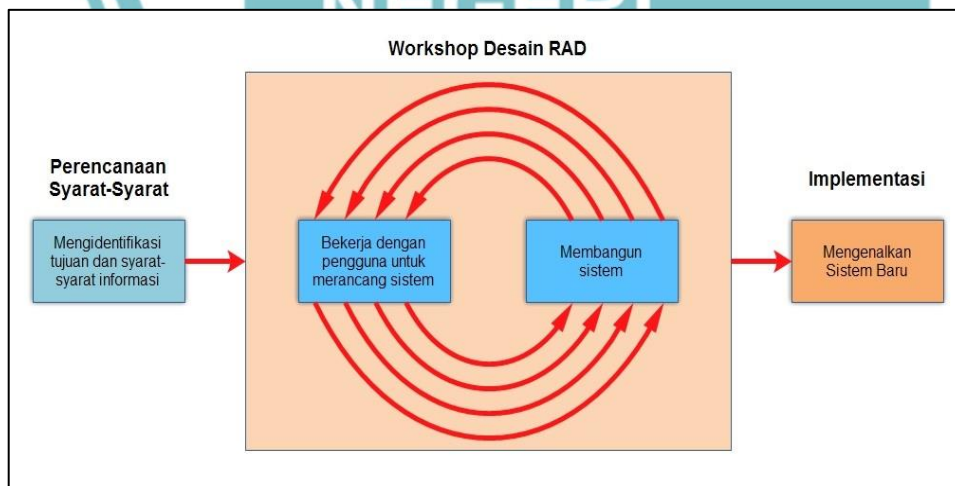 Workshop Desain RAD
Perencanaan
Syarat-Syarat
Mengidentifikasi
tujuan dan syarat-
syarat informasi
Bekerja dengan
pengguna untuk
merancang sistem
Membangun
sistem
Implementasi
Mengenalkan
Sistem Baru